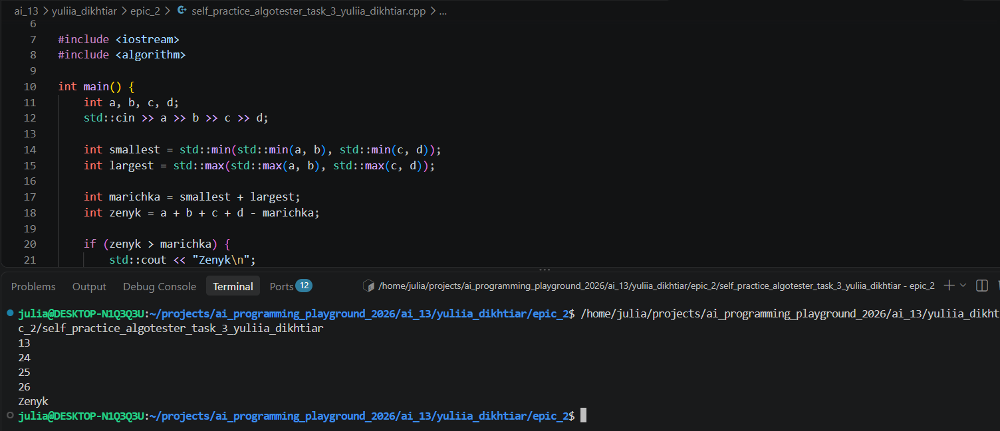 ai_13 > yuliia_dikhtiar > epic_2 > self_practice_algotester_task_3_yuliia_dikhtiar.cpp > ...
6
7 #include <iostream>
8 #include <algorithm>
9
10 int main() {
11     int a, b, c, d;
12     std::cin >> a >> b >> c >> d;
13
14     int smallest = std::min(std::min(a, b), std::min(c, d));
15     int largest = std::max(std::max(a, b), std::max(c, d));
16
17     int marichka = smallest + largest;
18     int zenyk = a + b + c + d - marichka;
19
20     if (zenyk > marichka) {
21         std::cout << "Zenyk\n";
Problems Output Debug Console Terminal Ports 12 /home/julia/projects/ai_programming_playground_2026/ai_13/yuliia_dikhtiar/epic_2/self_practice_algotester_task_3_yuliia_dikhtiar - epic_2
julia@DESKTOP-N1Q3Q3U:~/projects/ai_programming_playground_2026/ai_13/yuliia_dikhtiar/epic_2$ /home/julia/projects/ai_programming_playground_2026/ai_13/yuliia_dikht
c_2/self_practice_algotester_task_3_yuliia_dikhtiar
13
24
25
26
Zenyk
julia@DESKTOP-N1Q3Q3U:~/projects/ai_programming_playground_2026/ai_13/yuliia_dikhtiar/epic_2$